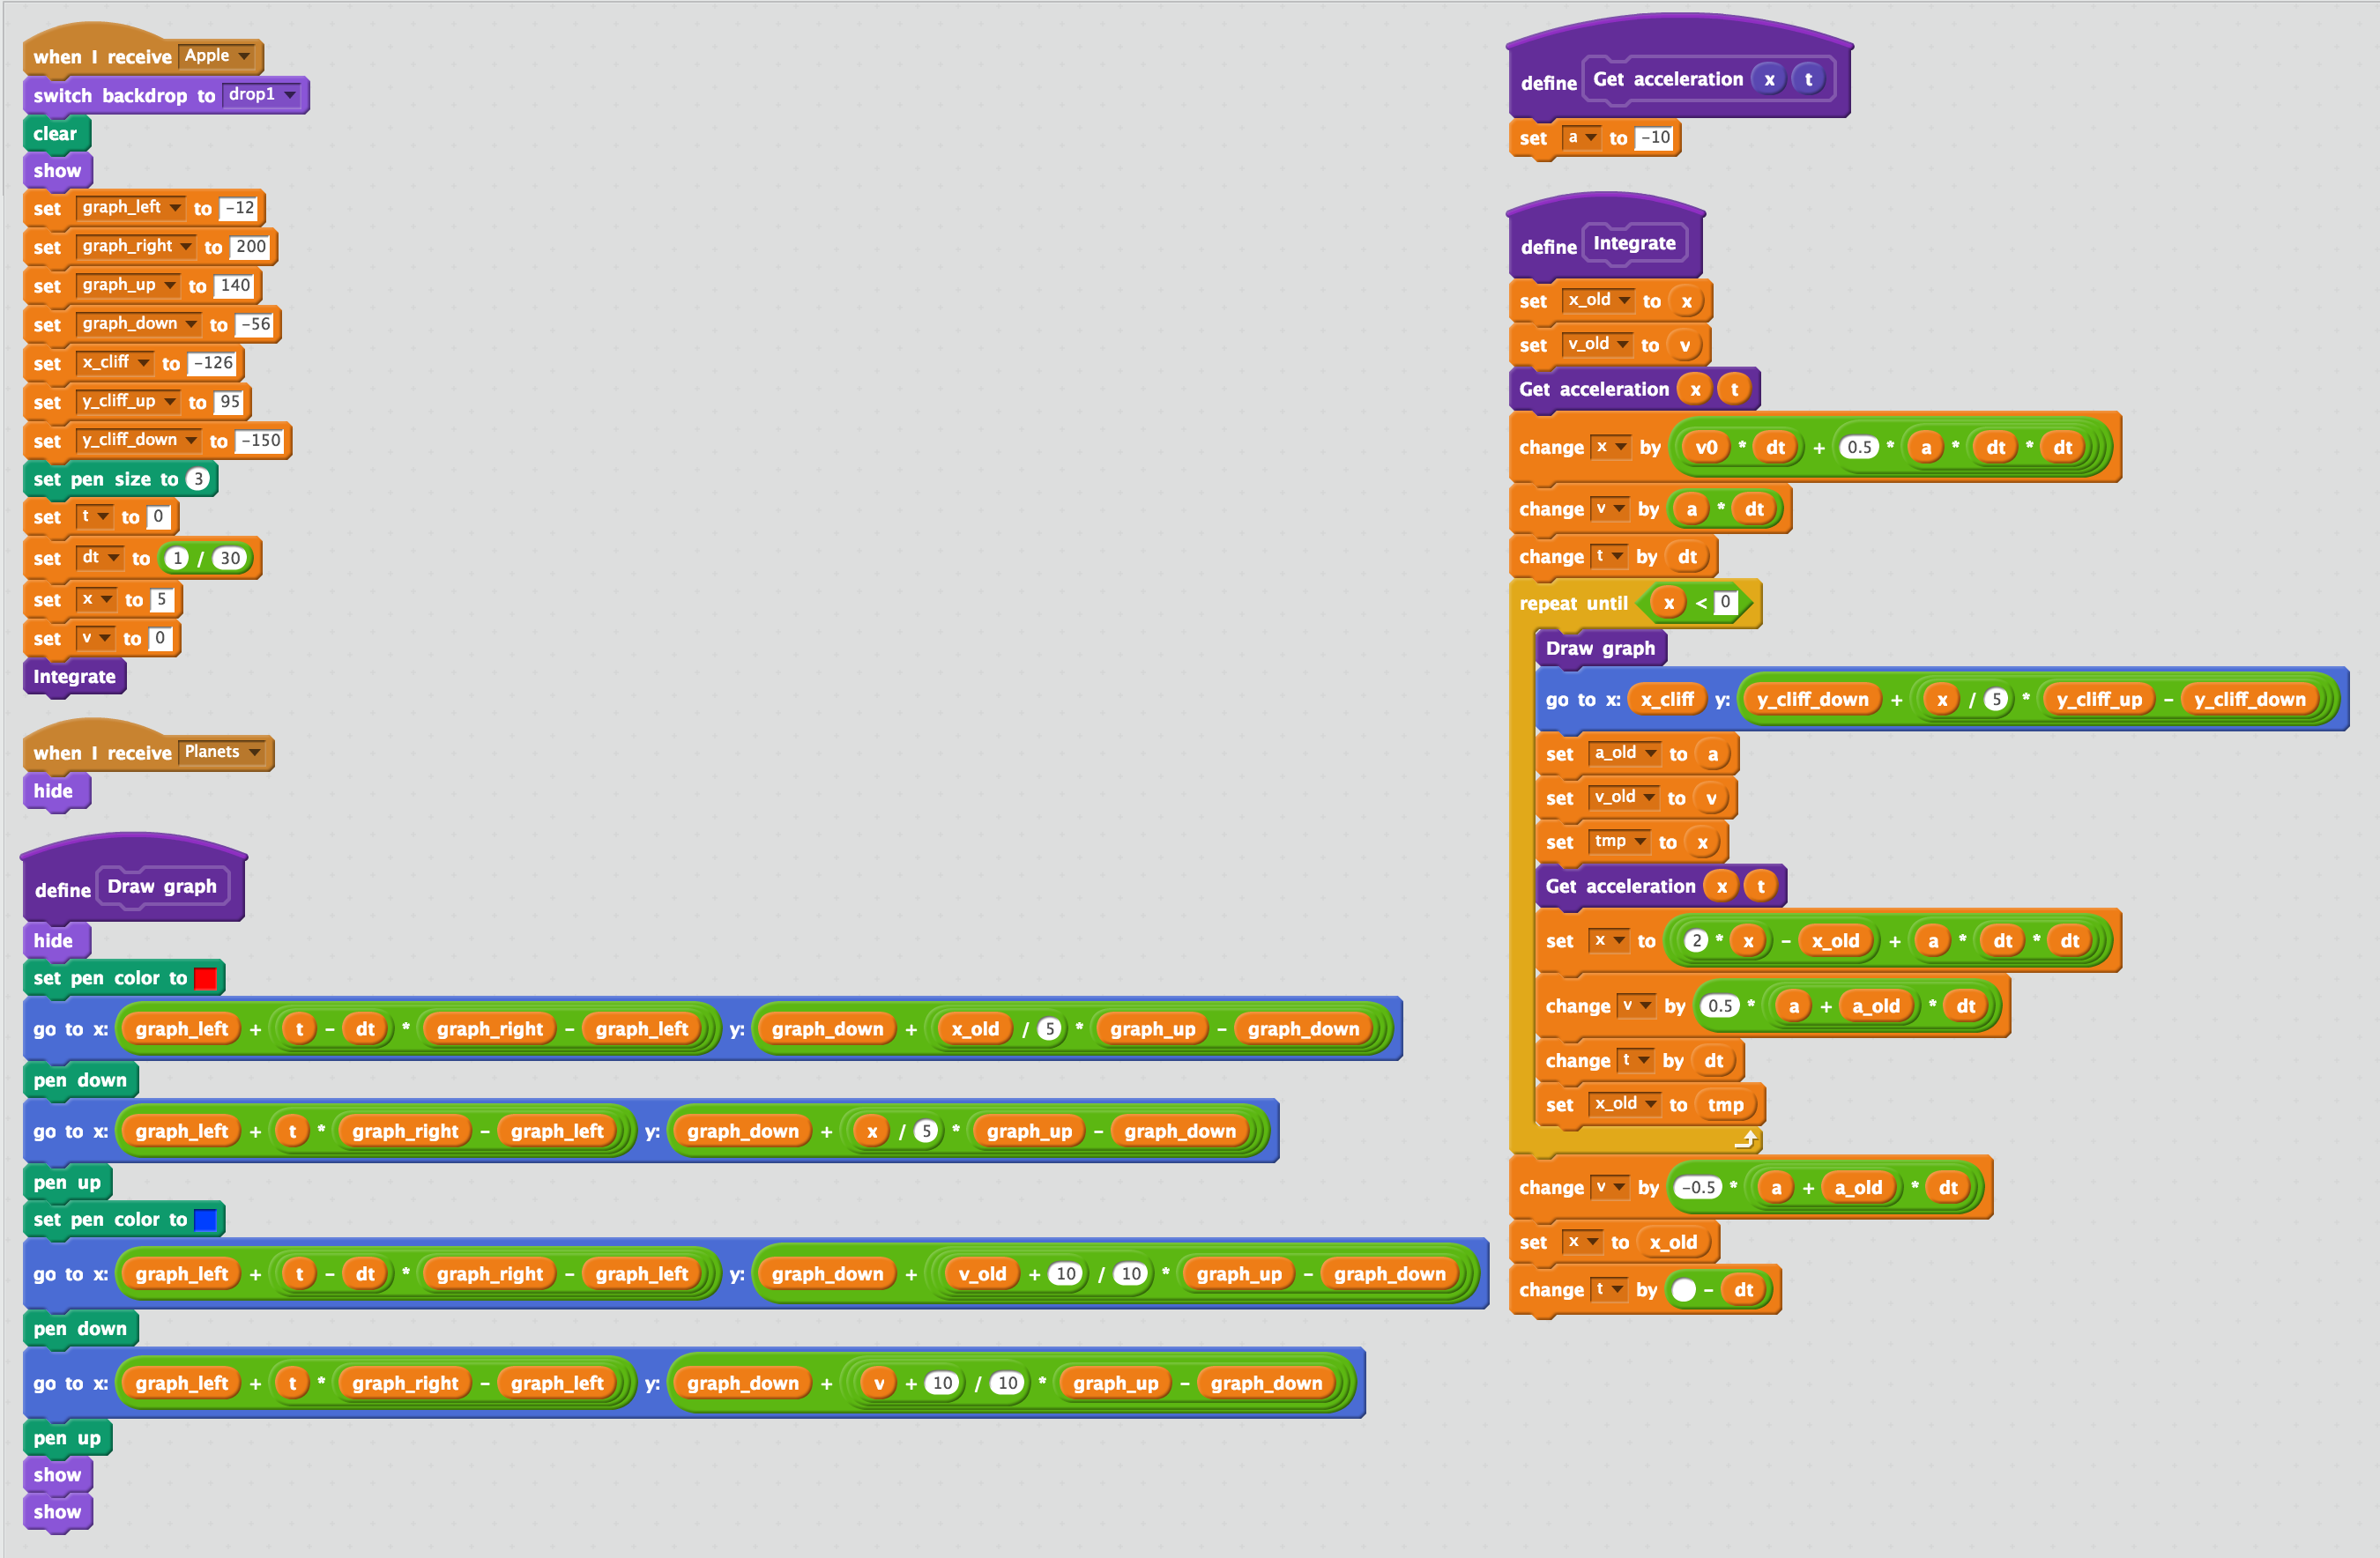 when I receive Apple
switch backdrop to drop1
clear
show
set graph_left to -12
set graph_right to 200
set graph_up to 140
set graph_down to -56
set x_cliff to -126
set y_cliff_up to 95
set y_cliff_down to -150
set pen size to 3
set t to 0
set dt to 1 / 30
set x to 5
set v to 0
Integrate
when I receive Planets
hide
define Draw graph
hide
set pen color to
go to x: graph_left + t - dt * graph_right - graph_left y: graph_down + x_old / 5 * graph_up - graph_down
pen down
go to x: graph_left + t * graph_right - graph_left y: graph_down + x / 5 * graph_up - graph_down
pen up
set pen color to
go to x: graph_left + t - dt * graph_right - graph_left y: graph_down + v_old + 10 / 10 * graph_up - graph_down
pen down
go to x: graph_left + t * graph_right - graph_left y: graph_down + v + 10 / 10 * graph_up - graph_down
pen up
show
show
define Get acceleration x t
set a to -10
define Integrate
set x_old to x
set v_old to v
Get acceleration x t
change x by v0 * dt + 0.5 * a * dt * dt
change v by a * dt
change t by dt
repeat until x < 0
Draw graph
go to x: x_cliff y: y_cliff_down + x / 5 * y_cliff_up - y_cliff_down
set a_old to a
set v_old to v
set tmp to x
Get acceleration x t
set x to 2 * x - x_old + a * dt * dt
change v by 0.5 * a + a_old * dt
change t by dt
set x_old to tmp
change v by -0.5 * a + a_old * dt
set x to x_old
change t by - dt